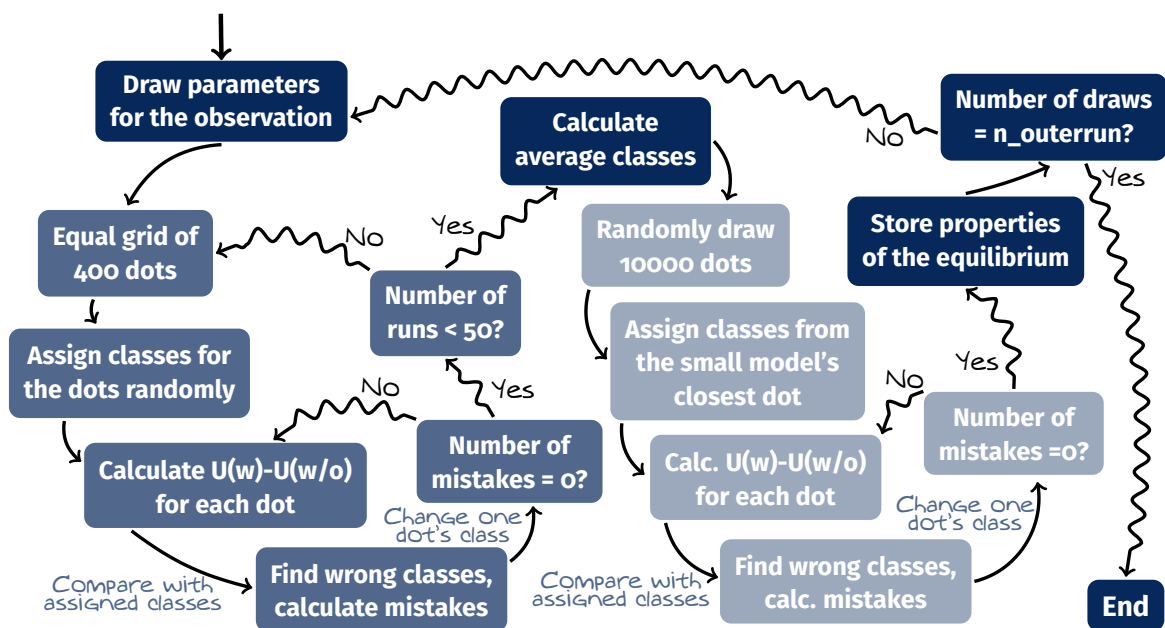 Draw parameters
for the observation
Equal grid of
400 dots
Assign classes for
the dots randomly
Calculate U(w)-U(w/o)
for each dot
Compare with
assigned classes
Find wrong classes,
calculate mistakes
Change one
dot's class
Number of
mistakes = 0?
No
Yes
Number of
runs < 50?
No
Yes
Calculate
average classes
Randomly draw
10000 dots
Assign classes from
the small model's
closest dot
Calc. U(w)-U(w/o)
for each dot
Compare with
assigned classes
Find wrong classes,
calc. mistakes
Change one
dot's class
Number of
mistakes =0?
No
Yes
Store properties
of the equilibrium
Number of draws
= n_outerrun?
No
Yes
End